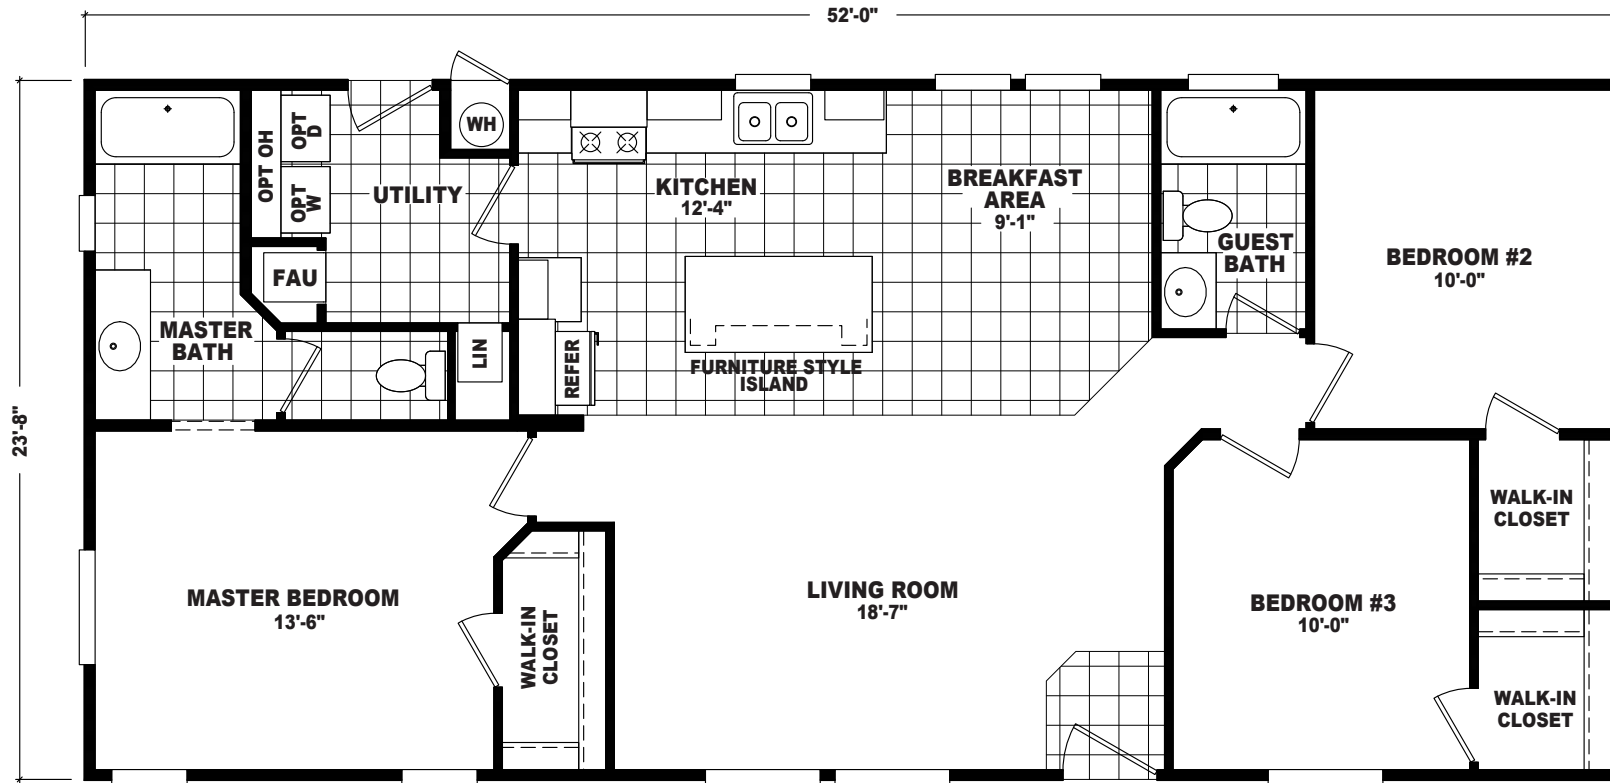 52'-0"
23'-8"
OPT OH
OPT
D
OPT
W
UTILITY
WH
KITCHEN
12'-4"
BREAKFAST
AREA
9'-1"
GUEST
BATH
BEDROOM #2
10'-0"
FAU
MASTER
BATH
LIN
REFER
FURNITURE STYLE
ISLAND
MASTER BEDROOM
13'-6"
WALK-IN
CLOSET
LIVING ROOM
18'-7"
BEDROOM #3
10'-0"
WALK-IN
CLOSET
WALK-IN
CLOSET